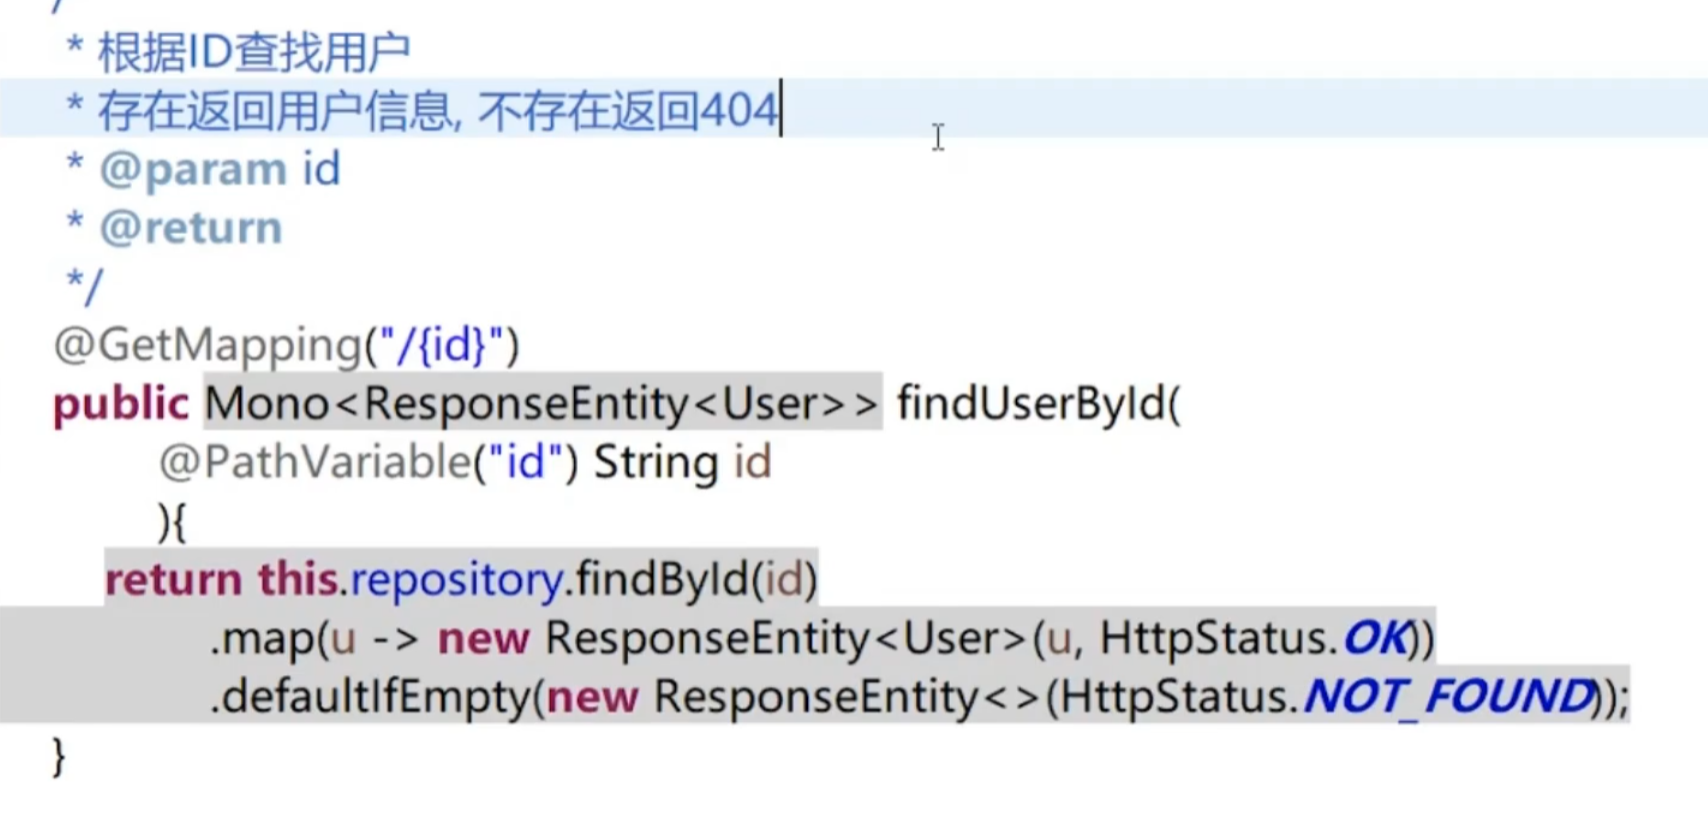 * 根据ID查找用户
* 存在返回用户信息, 不存在返回404
* @param id
* @return
*/
@GetMapping("/{id}")
public Mono<ResponseEntity<User>> findUserById(
@PathVariable("id") String id
){
return this.repository.findById(id)
.map(u -> new ResponseEntity<User>(u, HttpStatus.OK))
.defaultIfEmpty(new ResponseEntity<>(HttpStatus.NOT_FOUND));
}